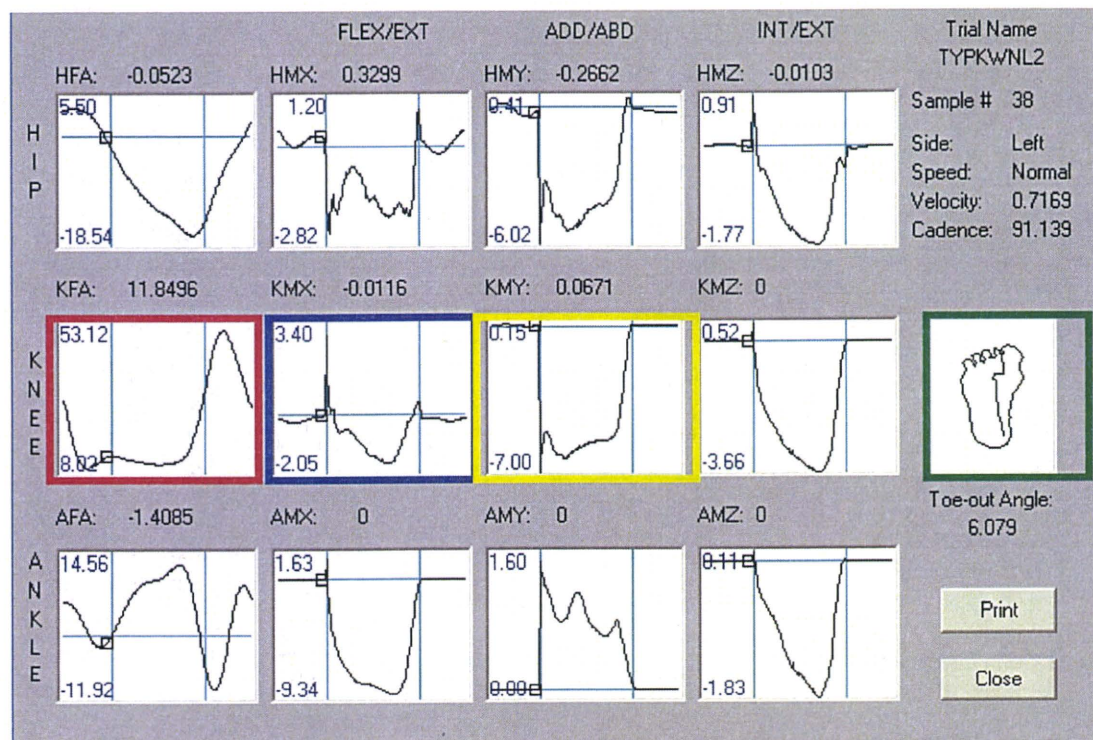 FLEX/EXT ADD/ABD INT/EXT Trial Name
TYPKWNL2
HFA: -0.0523 HMX: 0.3299 HMY: -0.2662 HMZ: -0.0103
Sample # 38
5.50 1.20 0.41 0.91
HIP
Side: Left
Speed: Normal
Velocity: 0.7169
Cadence: 91.139
-18.54 -2.82 -6.02 -1.77
KFA: 11.8496 KMX: -0.0116 KMY: 0.0671 KMZ: 0
53.12 3.40 0.15 0.52
KNEE
8.02 -2.05 -7.00 -3.66
Toe-out Angle:
6.079
AFA: -1.4085 AMX: 0 AMY: 0 AMZ: 0
14.56 1.63 1.60 0.11
ANKLE
-11.92 -9.34 0.00 -1.83
Print
Close